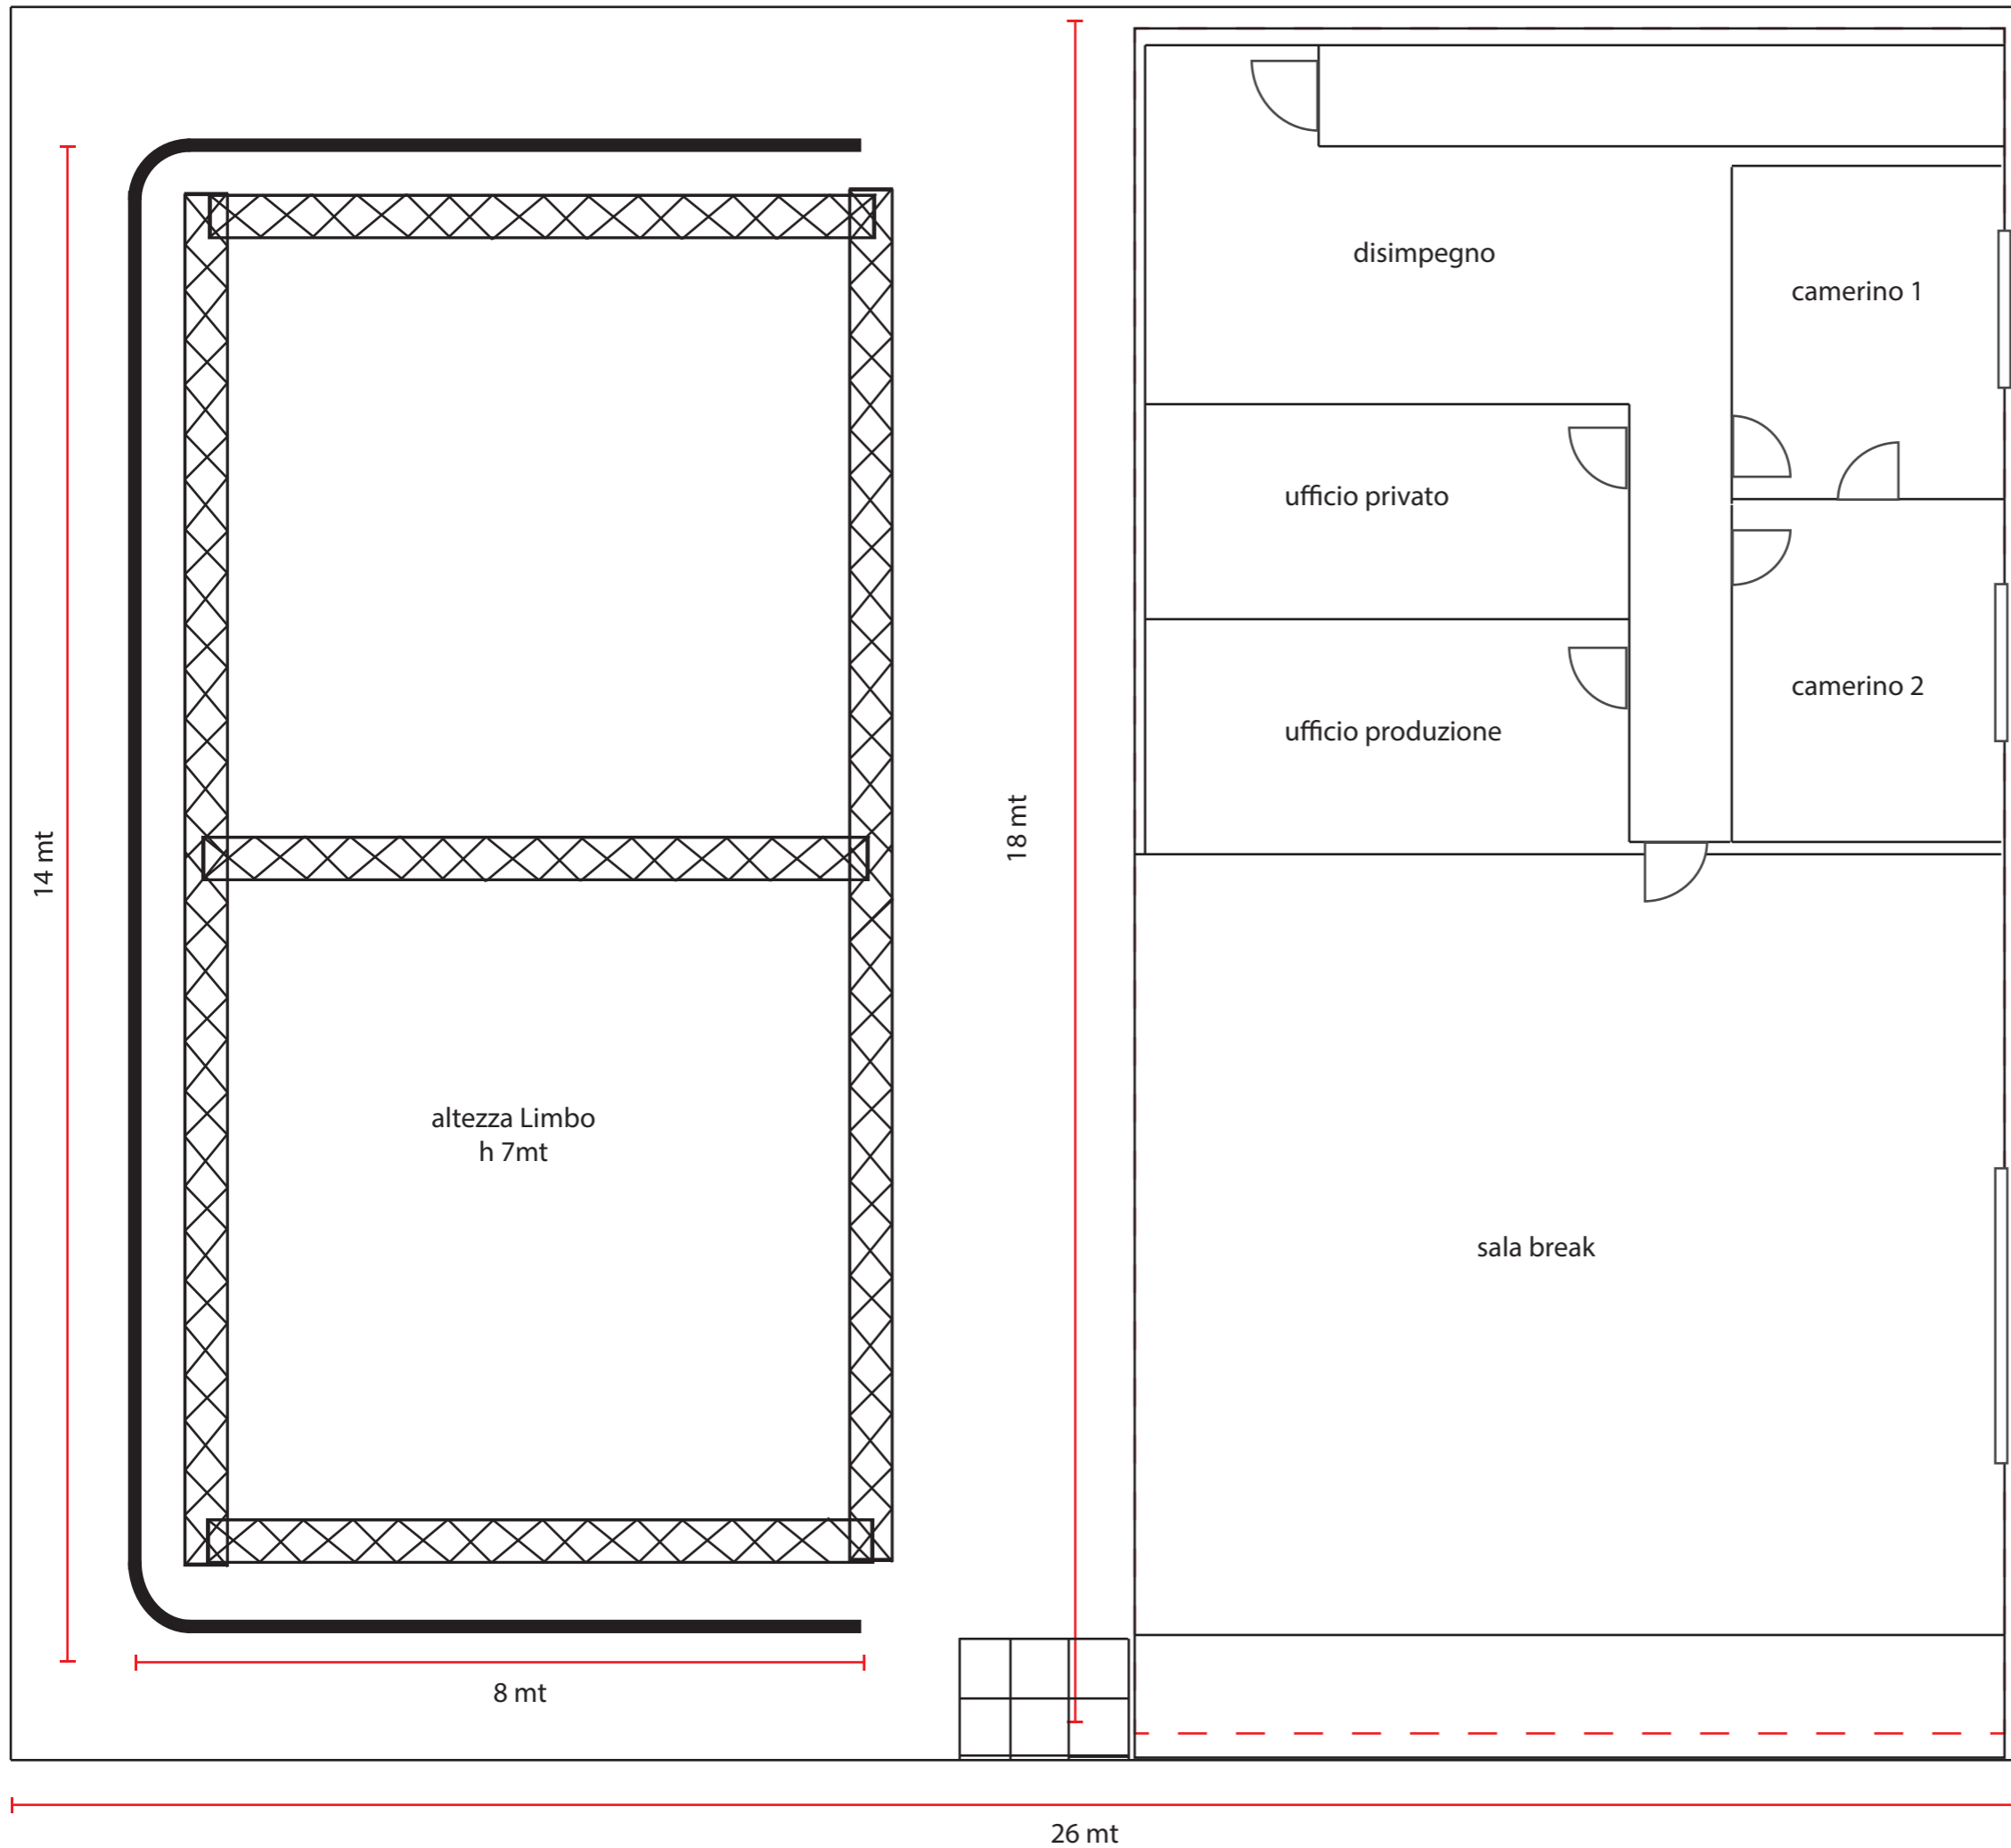 disimpegno
camerino 1
ufficio privato
camerino 2
ufficio produzione
14 mt
18 mt
altezza Limbo
h 7mt
sala break
8 mt
26 mt